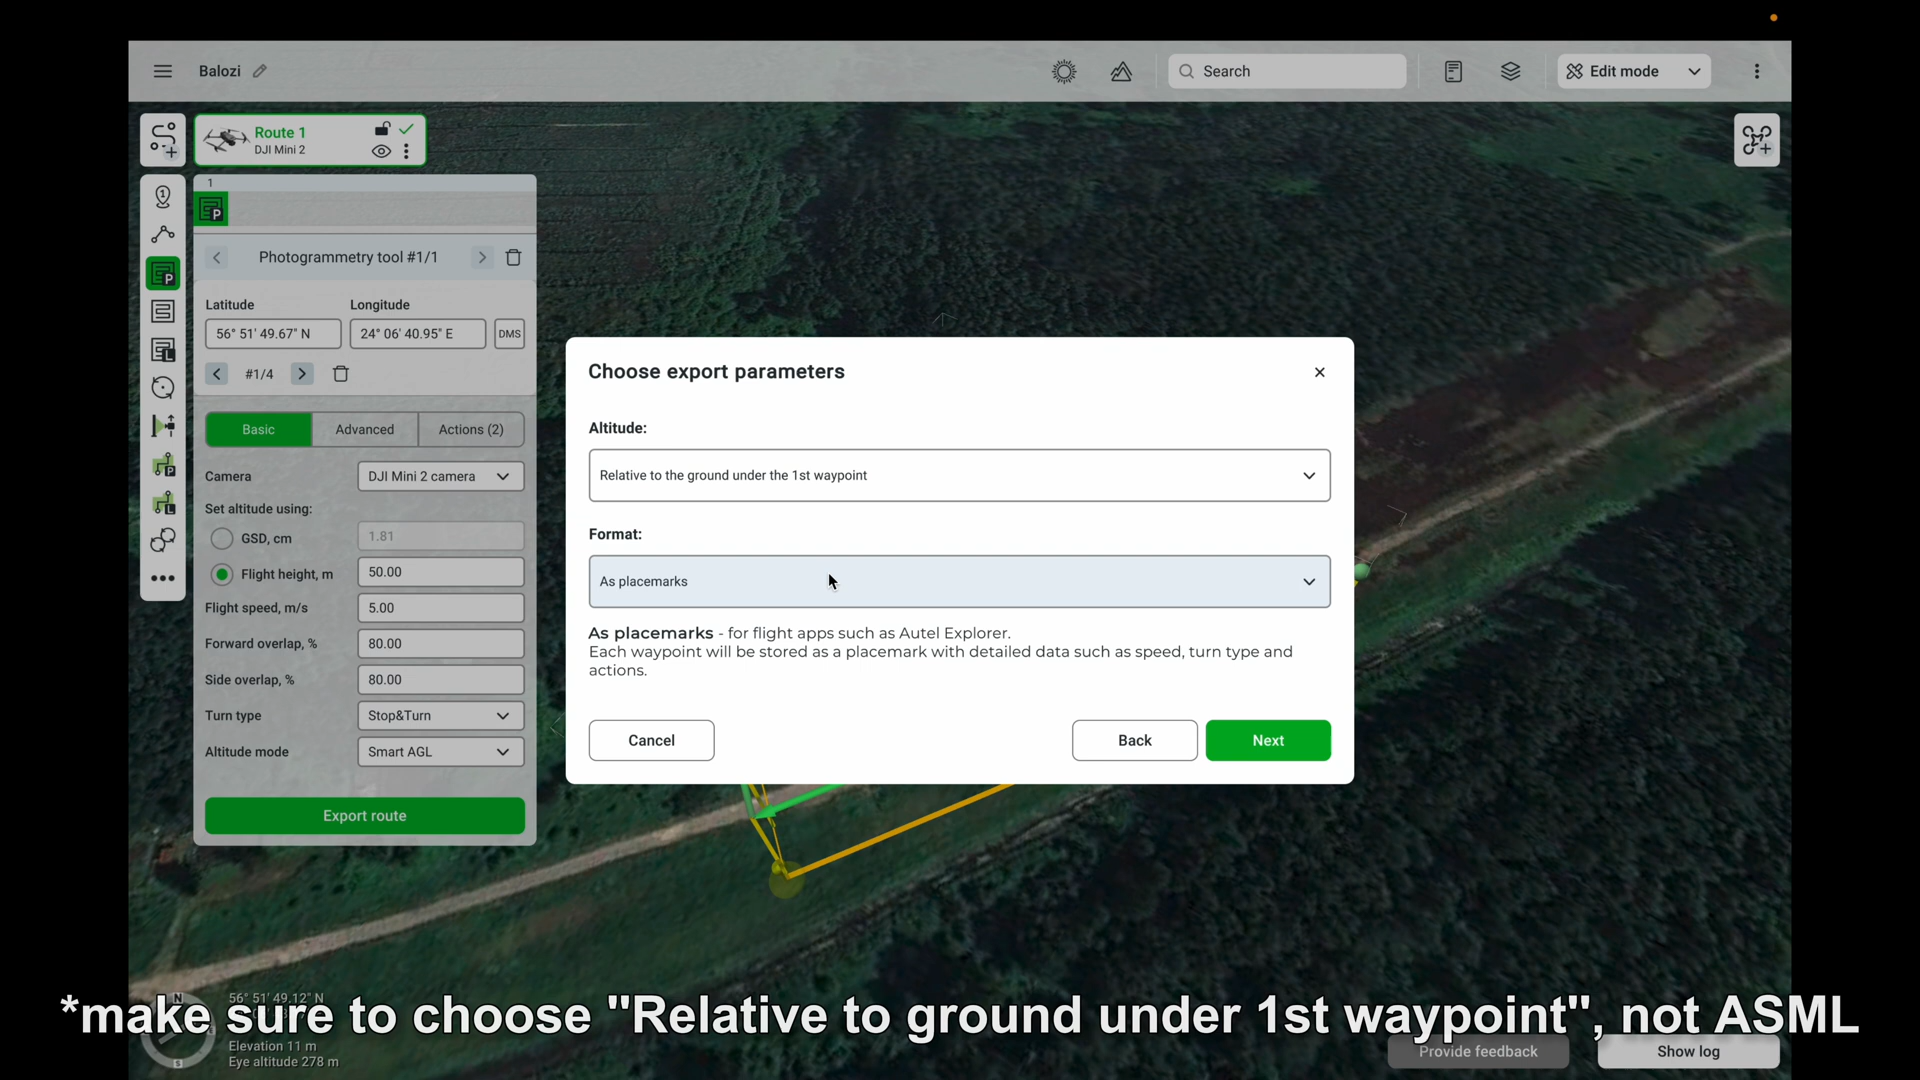 Balozi
Search
Edit mode
Route 1
DJI Mini 2
1
P
Photogrammetry tool #1/1
Latitude
Longitude
56° 51' 49.67" N
24° 06' 40.95" E
DMS
#1/4
Basic
Advanced
Actions (2)
Camera
DJI Mini 2 camera
Set altitude using:
GSD, cm
1.81
Flight height, m
50.00
Flight speed, m/s
5.00
Forward overlap, %
80.00
Side overlap, %
80.00
Turn type
Stop&Turn
Altitude mode
Smart AGL
Export route
Choose export parameters
Altitude:
Relative to the ground under the 1st waypoint
Format:
As placemarks
As placemarks - for flight apps such as Autel Explorer.
Each waypoint will be stored as a placemark with detailed data such as speed, turn type and
actions.
Cancel
Back
Next
56° 51' 49.12" N
*make sure to choose "Relative to ground under 1st waypoint", not ASML
Elevation 11 m
Eye altitude 278 m
Provide feedback
Show log